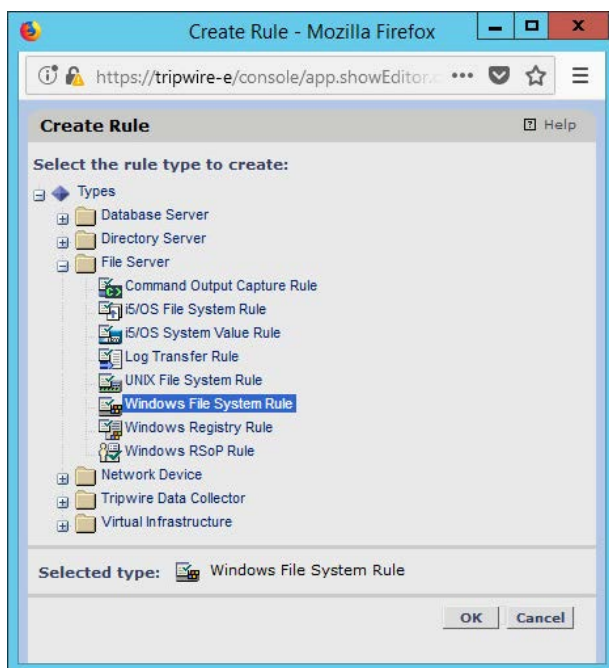 Create Rule - Mozilla Firefox
https://tripwire-e/console/app.showEditor.
Create Rule
Help
Select the rule type to create:
Types
Database Server
Directory Server
File Server
Command Output Capture Rule
i5/OS File System Rule
i5/OS System Value Rule
Log Transfer Rule
UNIX File System Rule
Windows File System Rule
Windows Registry Rule
Windows RSoP Rule
Network Device
Tripwire Data Collector
Virtual Infrastructure
Selected type: Windows File System Rule
OK Cancel